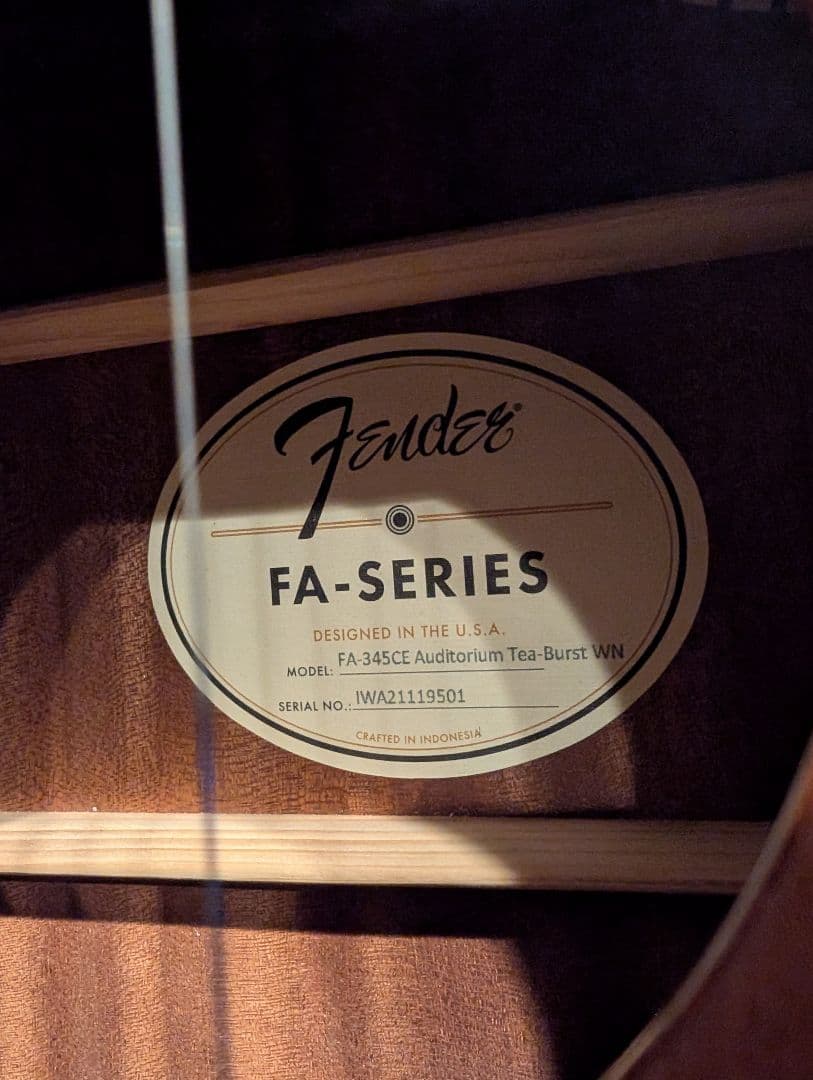 Fender®
FA-SERIES
DESIGNED IN THE U.S.A.
MODEL: FA-345CE Auditorium Tea-Burst WN
SERIAL NO.: IWA21119501
CRAFTED IN INDONESIA